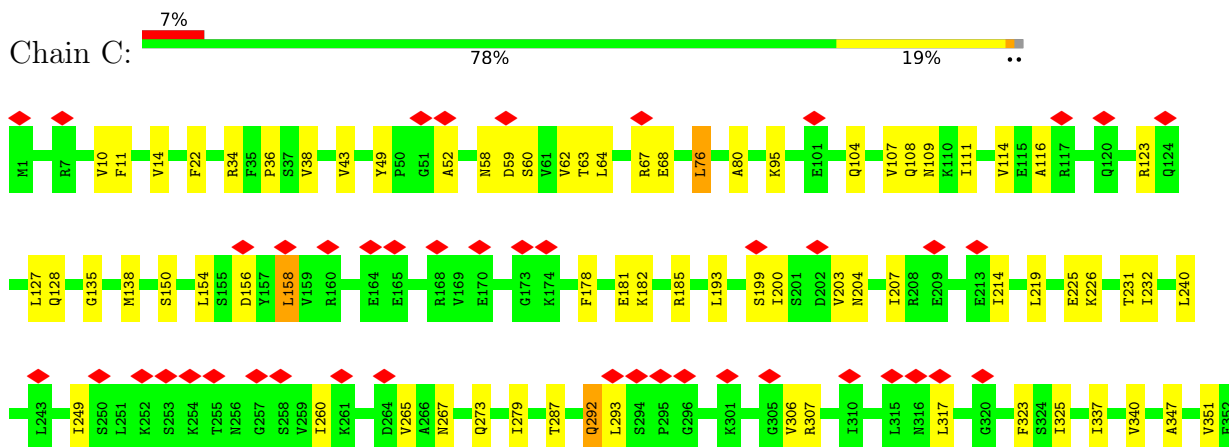 7%
Chain C:
78% 19% ••
M1 R7 V10 F11 V14 F22 R34 F35 P36 S37 V38 V43 Y49 P50 G51 A52 N58 D59 S60 V61 V62 T63 L64 R67 E68 L76 A80 K95 E101 Q104 V107 Q108 N109 K110 I111 V114 E115 A116 R117 Q120 R123 Q124
L127 Q128 G135 M138 S150 L154 S155 D156 Y157 L158 V159 R160 E164 E165 R168 V169 E170 G173 K174 F178 E181 K182 R185 L193 S199 I200 S201 D202 V203 N204 I207 R208 E209 E213 I214 L219 E225 K226 T231 I232 L240
L243 I249 S250 L251 K252 S253 K254 T255 N256 G257 S258 V259 I260 K261 D264 V265 A266 N267 Q273 I279 T287 Q292 L293 S294 P295 G296 K301 G305 V306 R307 I310 L315 N316 L317 G320 F323 S324 I325 I337 V340 A347 V351